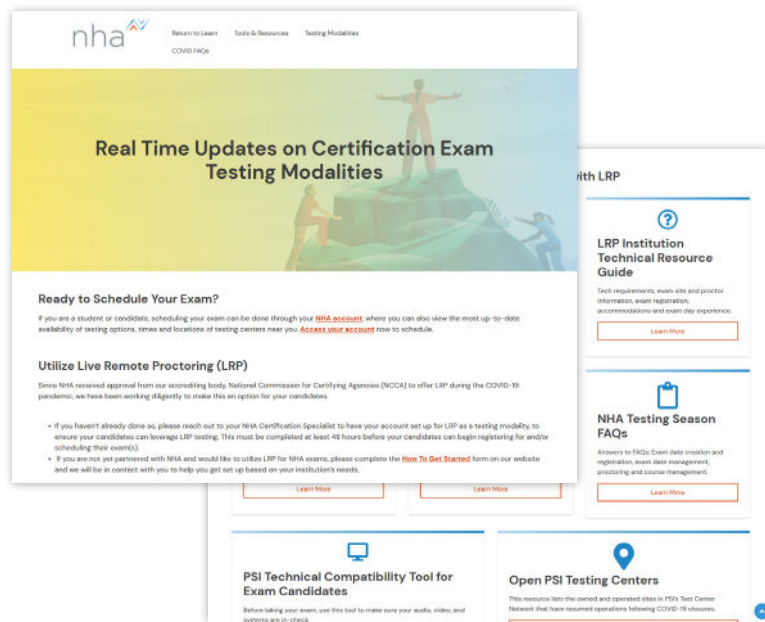 nha
Return to Learn Tools & Resources Testing Modalities
COVID FAQs
Real Time Updates on Certification Exam
Testing Modalities
Ready to Schedule Your Exam?
If you are a student or candidate, scheduling your exam can be done through your NHA account, where you can also view the most up-to-date
availability of testing options, times and locations of testing centers near you. Access your account now to schedule.
Utilize Live Remote Proctoring (LRP)
Since NHA received approval from our accrediting body, National Commission for Certifying Agencies (NCCA) to offer LRP during the COVID-19
pandemic, we have been working diligently to make this an option for your candidates.
• If you haven't already done so, please reach out to your NHA Certification Specialist to have your account set up for LRP as a testing modality, to
ensure your candidates can leverage LRP testing. This must be completed at least 48 hours before your candidates can begin registering for and/or
scheduling their exam(s).
• If you are not yet partnered with NHA and would like to utilize LRP for NHA exams, please complete the How To Get Started form on our website
and we will be in contact with you to help you get set up based on your institution's needs.
with LRP
LRP Institution
Technical Resource
Guide
Tech requirements, exam site and proctor
information, exam registration,
accommodations and exam day experience.
Learn More
NHA Testing Season
FAQs
Answers to FAQs: Exam date creation and
registration, exam date management,
proctoring and course management.
Learn More
Learn More
Learn More
PSI Technical Compatibility Tool for
Exam Candidates
Before taking your exam, use this tool to make sure your audio, video, and
systems are in-check.
Open PSI Testing Centers
This resource lists the owned and operated sites in PSI's Test Center
Network that have resumed operations following COVID-19 closures.